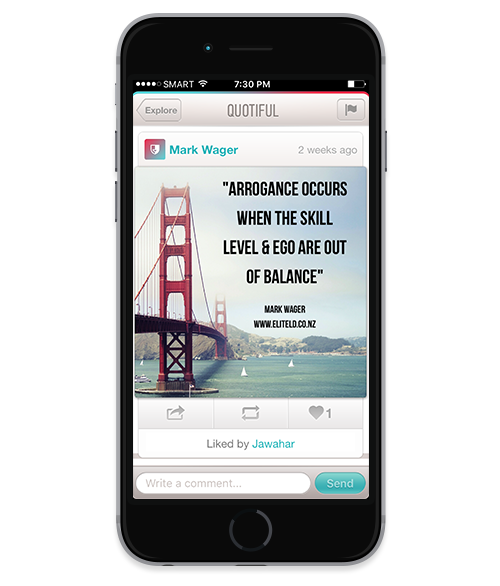 SMART 7:30 PM
Explore QUOTIFUL
Mark Wager 2 weeks ago
"ARROGANCE OCCURS
WHEN THE SKILL
LEVEL & EGO ARE OUT
OF BALANCE"
MARK WAGER
WWW.ELITELD.CO.NZ
1
Liked by Jawahar
Write a comment... Send